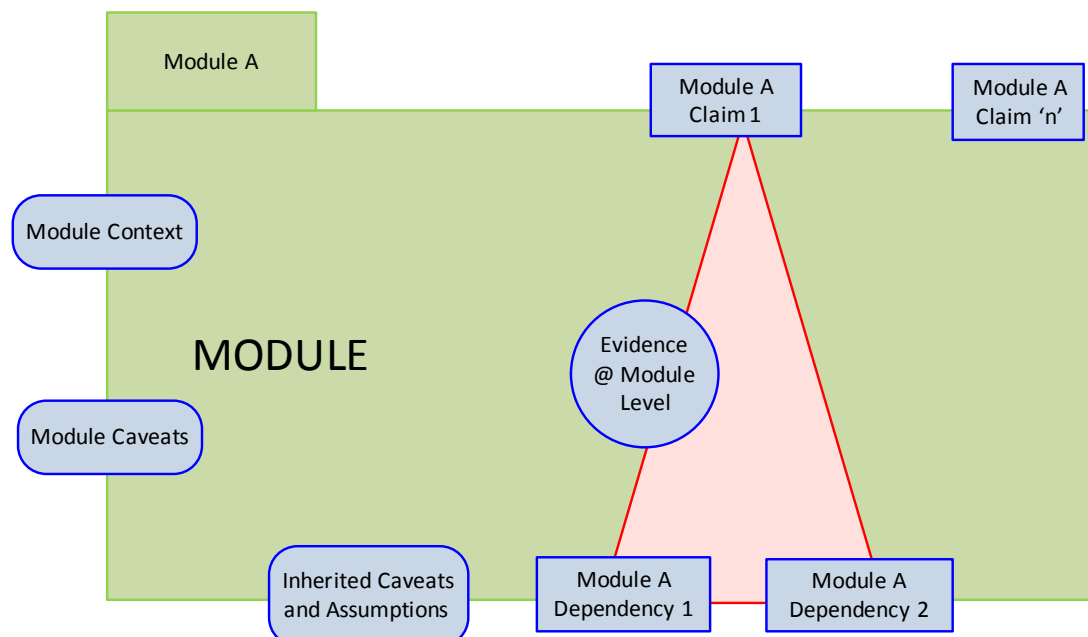 Module A
Module A
Claim 1
Module A
Claim ‘n’
Module Context
MODULE
Evidence
@ Module
Level
Module Caveats
Inherited Caveats
and Assumptions
Module A
Dependency 1
Module A
Dependency 2